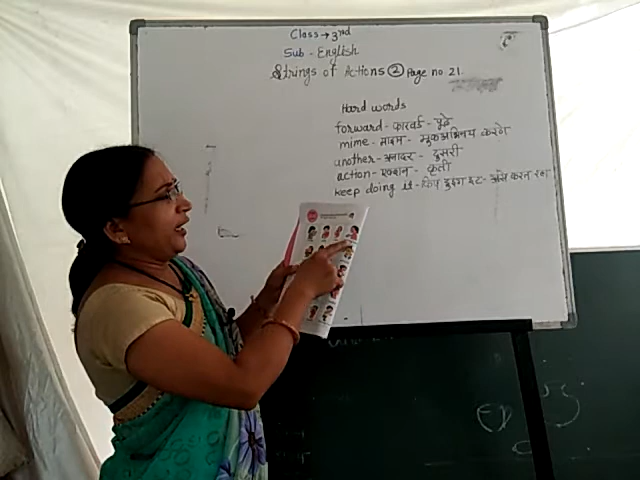 Class → 3rd
Sub - English
Strings of Actions ② Page no 21.
Hard words
forward - फारवर्ड - पुढे
mime - माइम - मुकअभिनय करणे
another - अनादर - दुसरी
action - एक्शन - कृती
keep doing it - किप डुइंग इट - असे करत रहा